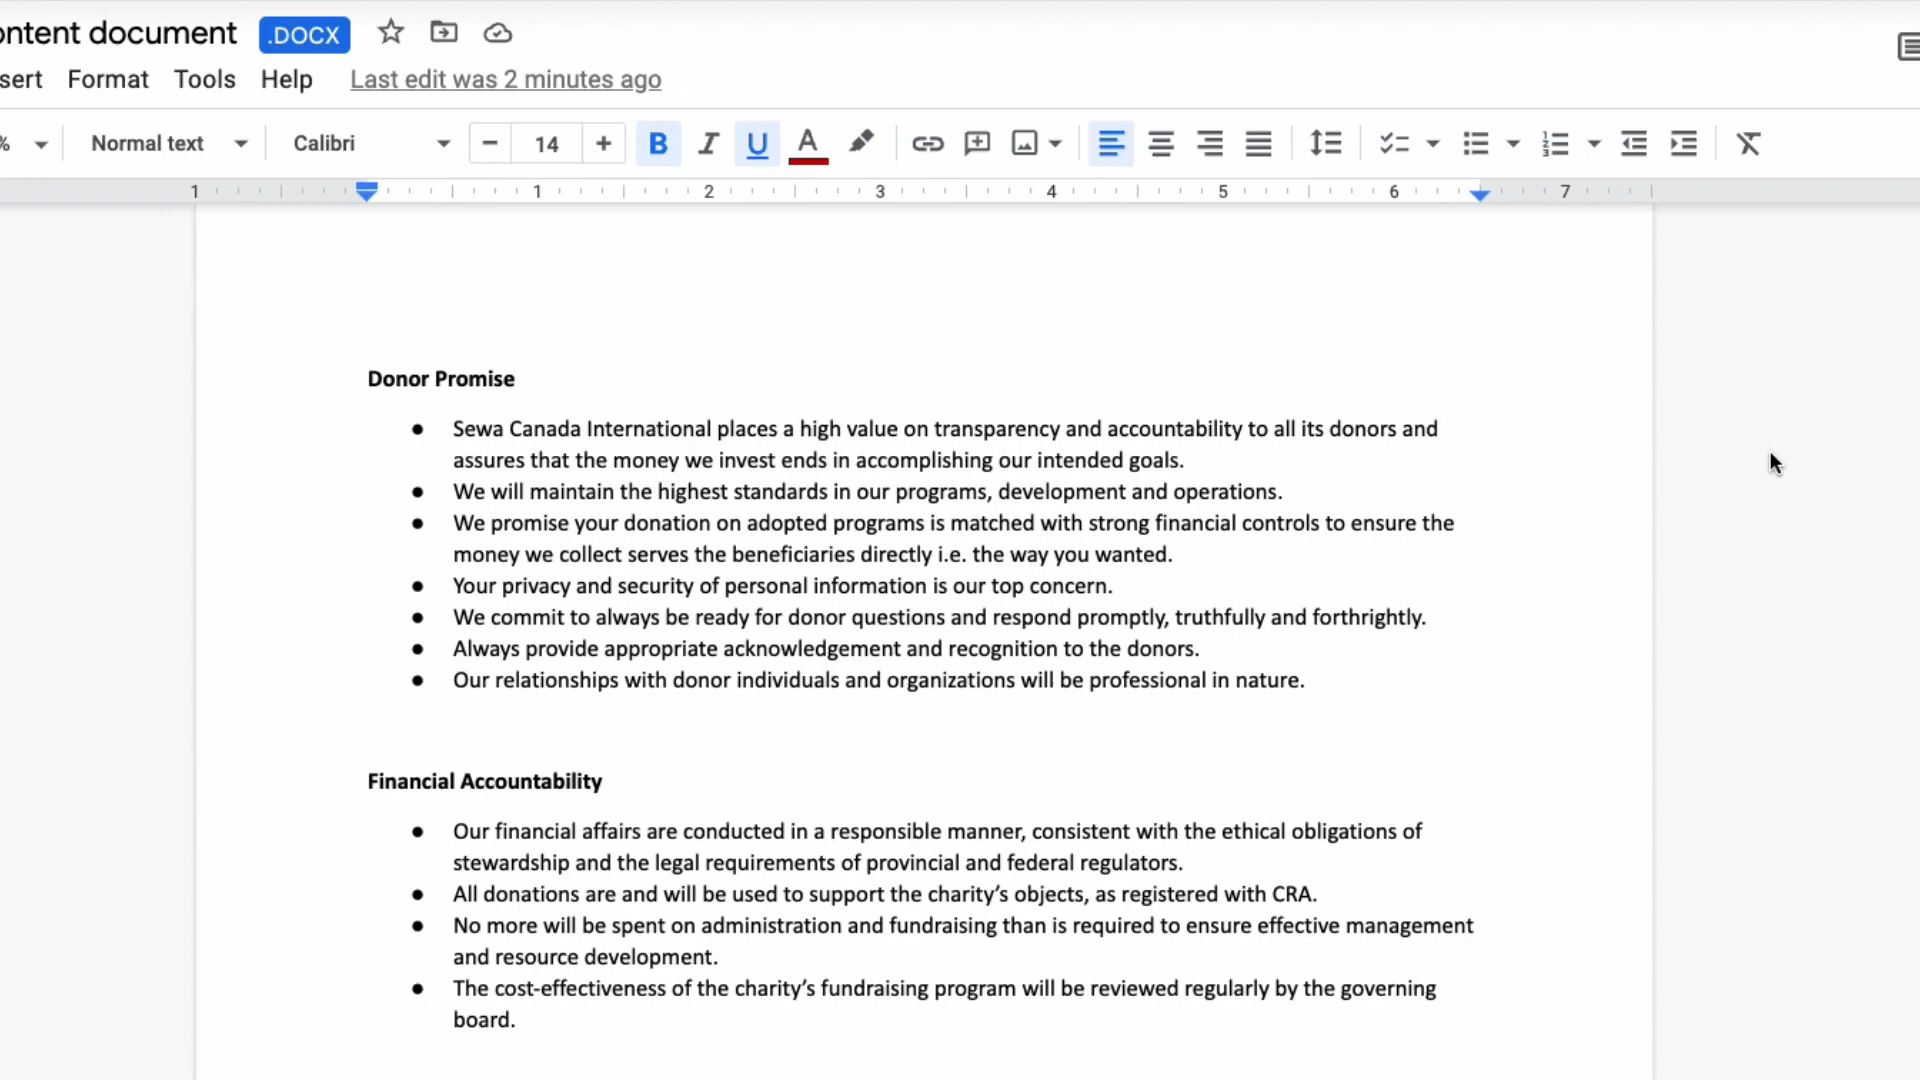 ontent document .DOCX
sert Format Tools Help Last edit was 2 minutes ago
% Normal text Calibri − 14 + B I U A
1 1 2 3 4 5 6 7
Donor Promise
● Sewa Canada International places a high value on transparency and accountability to all its donors and
assures that the money we invest ends in accomplishing our intended goals.
● We will maintain the highest standards in our programs, development and operations.
● We promise your donation on adopted programs is matched with strong financial controls to ensure the
money we collect serves the beneficiaries directly i.e. the way you wanted.
● Your privacy and security of personal information is our top concern.
● We commit to always be ready for donor questions and respond promptly, truthfully and forthrightly.
● Always provide appropriate acknowledgement and recognition to the donors.
● Our relationships with donor individuals and organizations will be professional in nature.
Financial Accountability
● Our financial affairs are conducted in a responsible manner, consistent with the ethical obligations of
stewardship and the legal requirements of provincial and federal regulators.
● All donations are and will be used to support the charity’s objects, as registered with CRA.
● No more will be spent on administration and fundraising than is required to ensure effective management
and resource development.
● The cost-effectiveness of the charity’s fundraising program will be reviewed regularly by the governing
board.